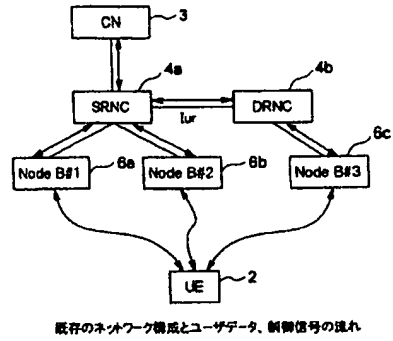 CN 3
4a 4b
SRNC DRNC
Iur
6a 6b 6c
Node B#1 Node B#2 Node B#3
UE 2
既存のネットワーク構成とユーザデータ、制御信号の流れ